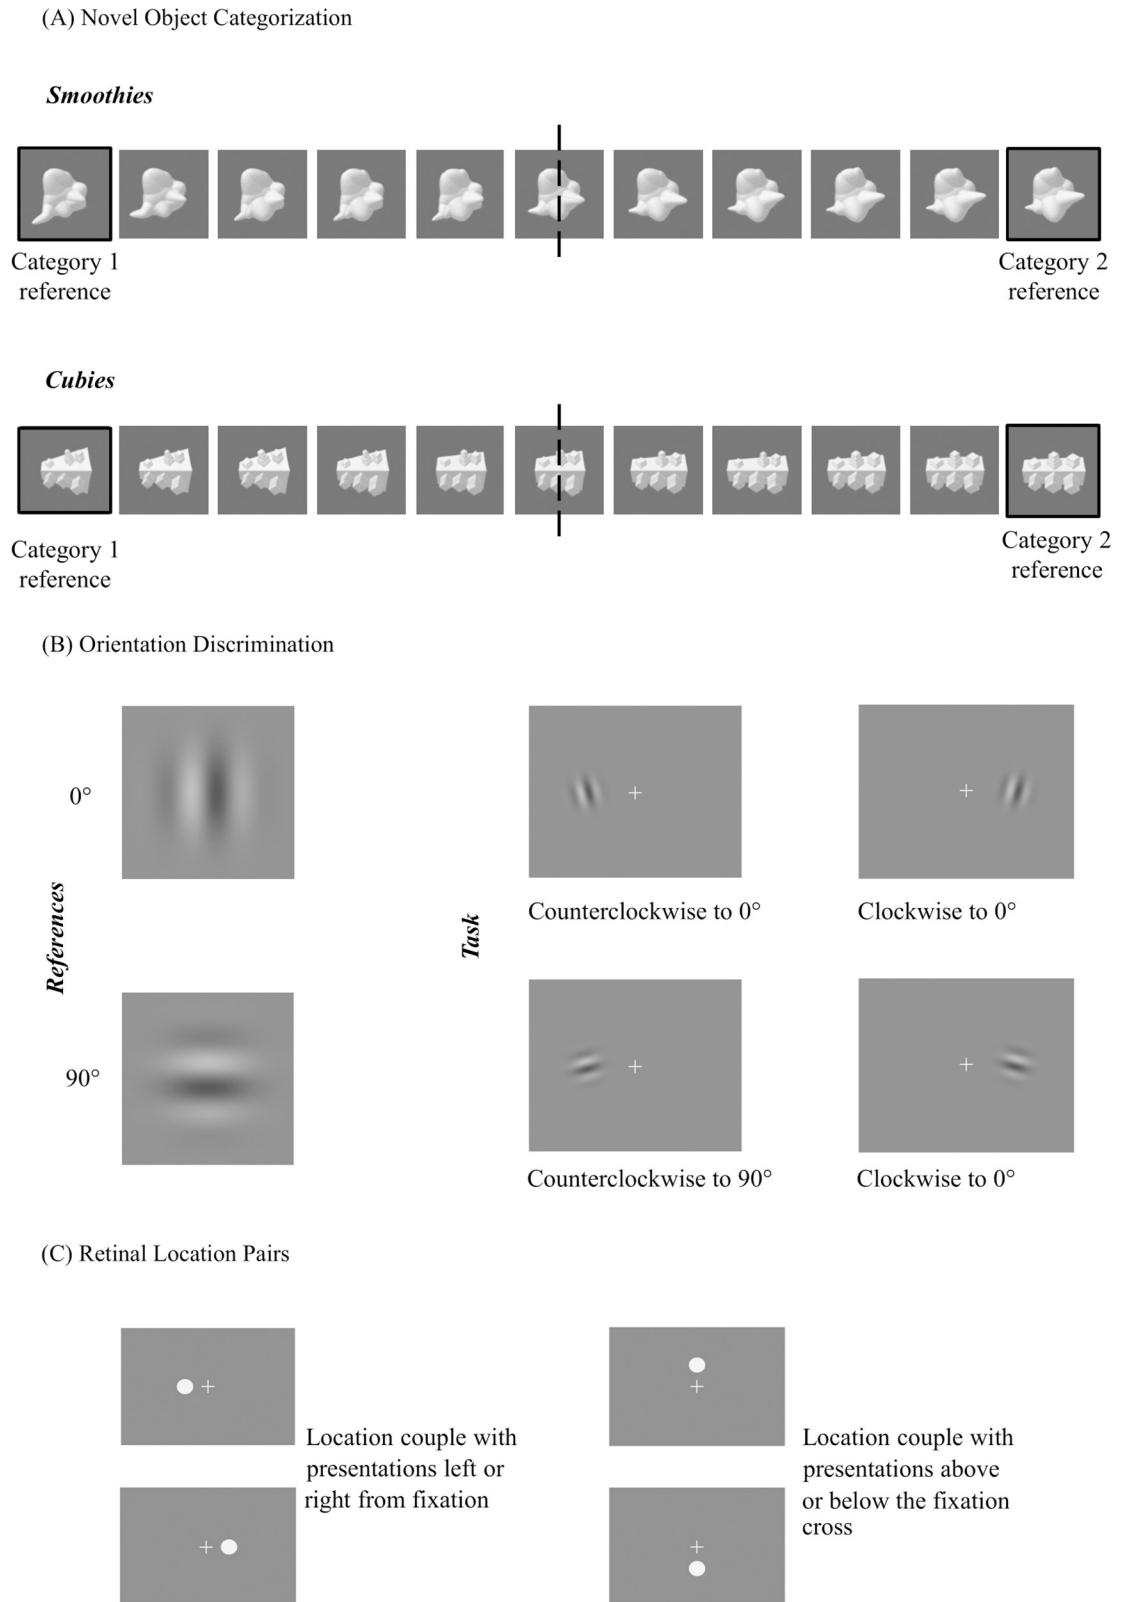 (A) Novel Object Categorization
Smoothies
Category 1
reference
Category 2
reference
Cubies
Category 1
reference
Category 2
reference
(B) Orientation Discrimination
References
0°
90°
Task
Counterclockwise to 0°
Clockwise to 0°
Counterclockwise to 90°
Clockwise to 0°
(C) Retinal Location Pairs
Location couple with
presentations left or
right from fixation
Location couple with
presentations above
or below the fixation
cross